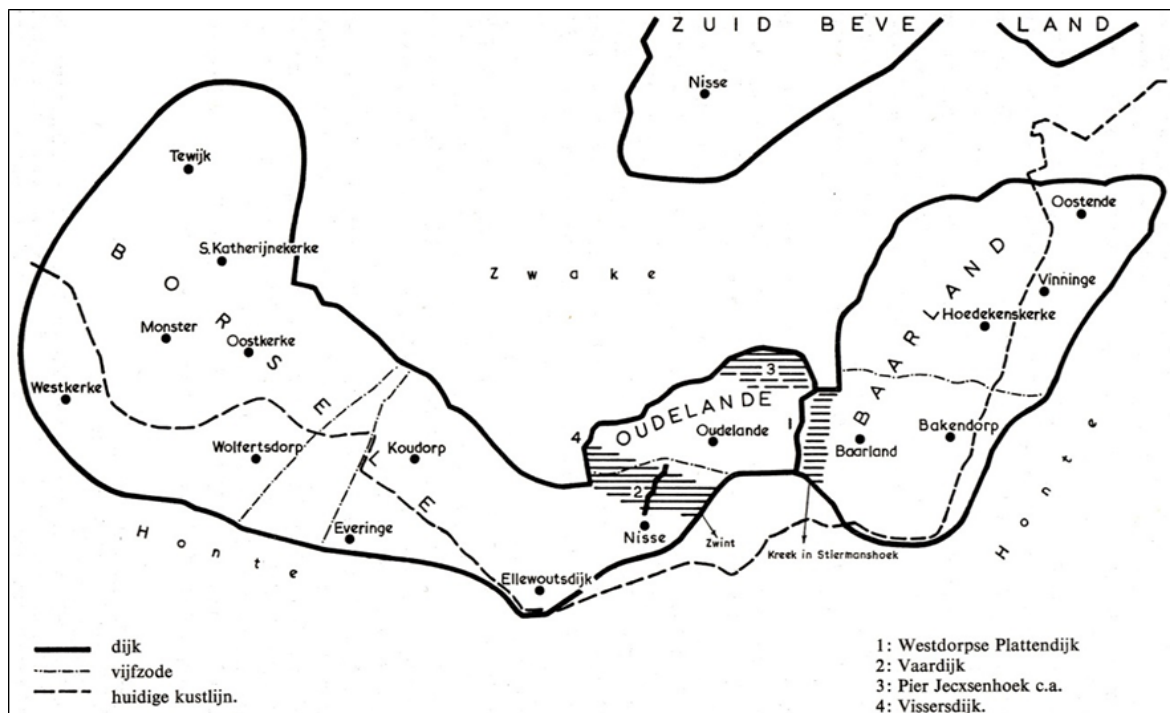 ZUID BEVELAND
Nisse
Tewijk
Oostende
S. Katherijnekerke
BORSELE
Zwake
Vinninge
Hoedekenskerke
BAARLAND
Monster
Oostkerke
Westkerke
3
OUDELANDE
4
1
Oudelande
Baarland
Bakendorp
Wolfertsdorp
Koudorp
2
Honte
Everinge
Nisse
Zwint
Kreek in Stiermanshoek
Honte
Ellewoutsdijk
dijk
vijfzode
huidige kustlijn.
1: Westdorpse Plattendijk
2: Vaardijk
3: Pier Jecxsenhoek c.a.
4: Vissersdijk.